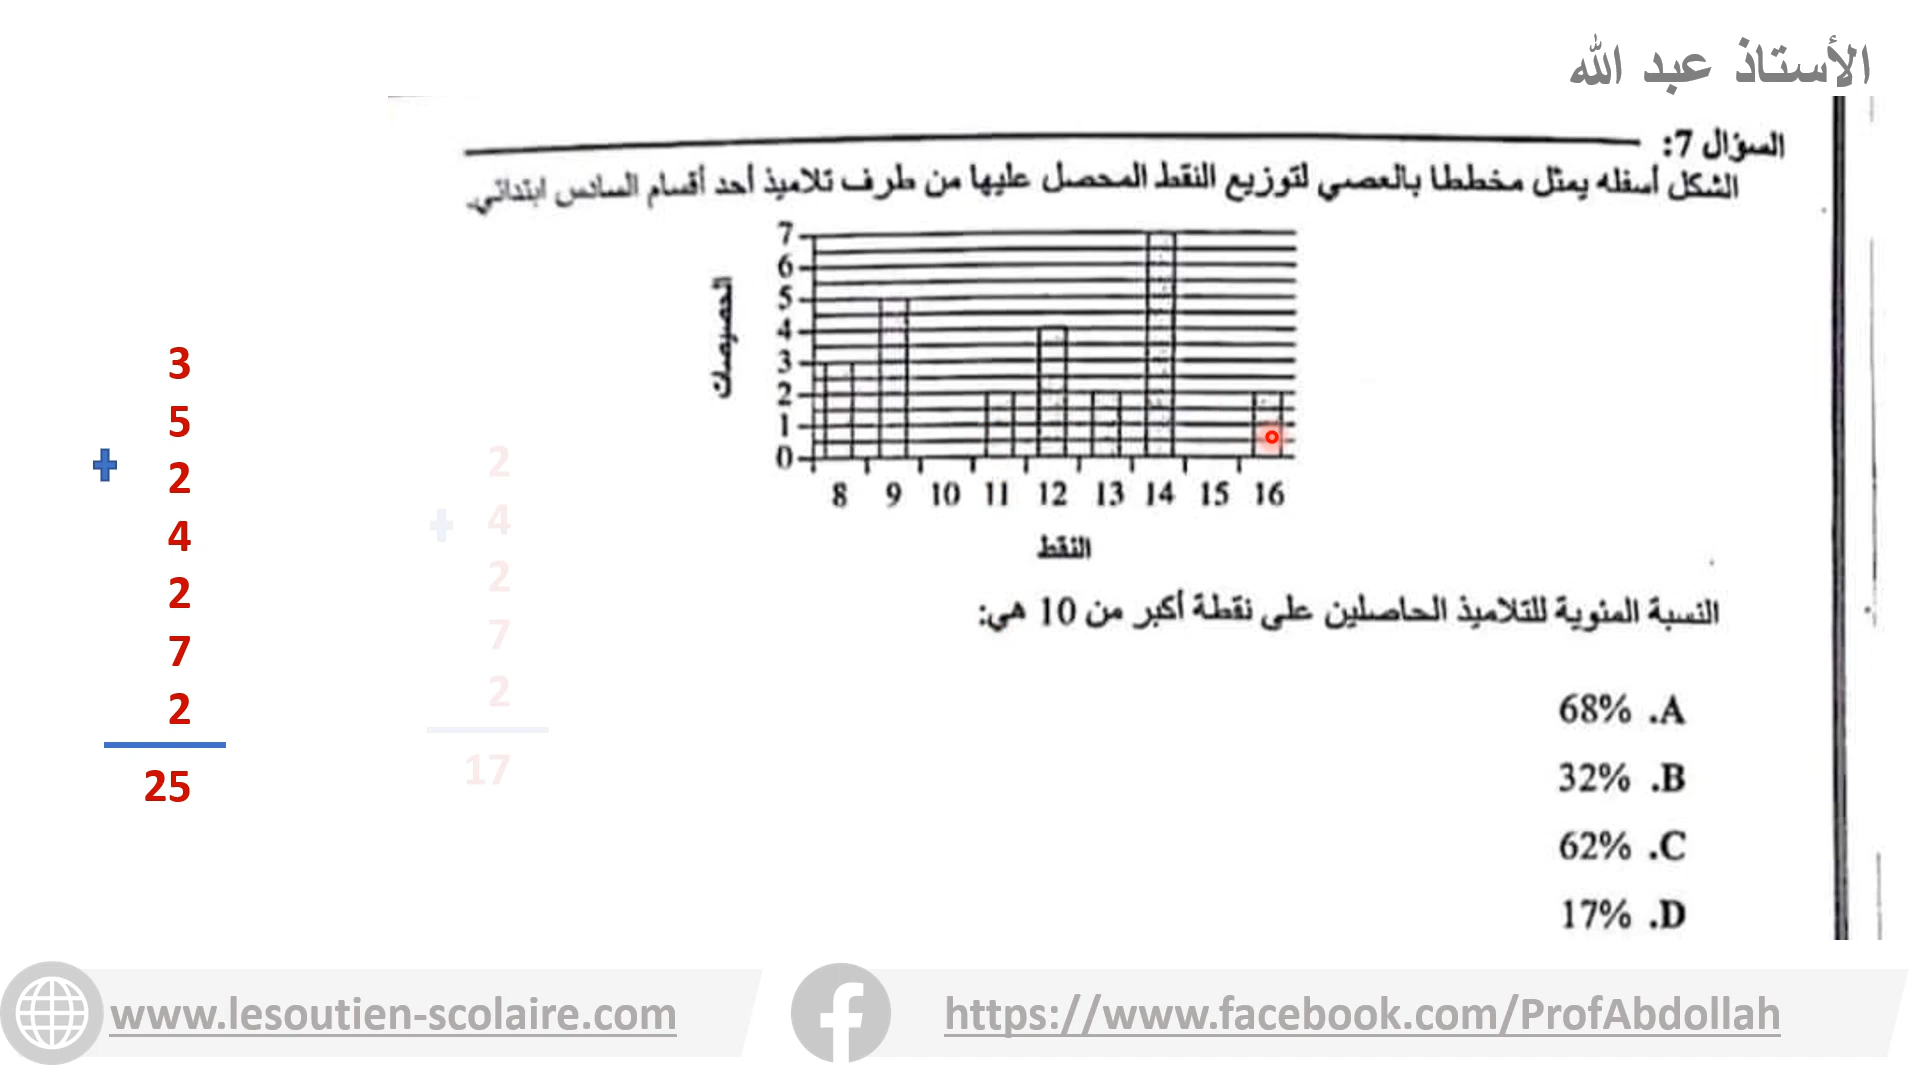 الأستاذ عبد الله
السؤال 7:
الشكل أسفله يمثل مخططا بالعصي لتوزيع النقط المحصل عليها من طرف تلاميذ أحد أقسام السادس ابتدائي.
7
6
5
4
3
2
1
0
الحصيصات
8 9 10 11 12 13 14 15 16
النقط
النسبة المئوية للتلاميذ الحاصلين على نقطة أكبر من 10 هي:
A. 68%
B. 32%
C. 62%
D. 17%
3
5
+ 2
4
2
7
2
25
2
+ 4
2
7
2
17
www.lesoutien-scolaire.com
https://www.facebook.com/ProfAbdollah